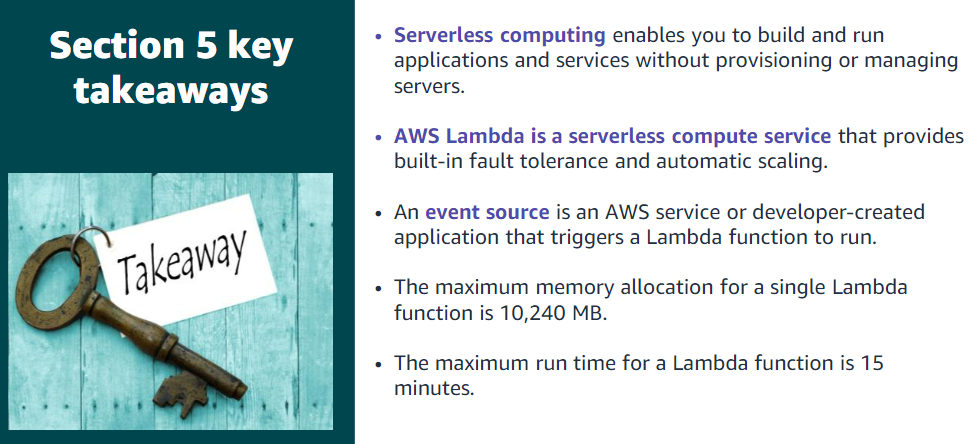 Section 5 key
takeaways
Takeaway
• Serverless computing enables you to build and run
applications and services without provisioning or managing
servers.
• AWS Lambda is a serverless compute service that provides
built-in fault tolerance and automatic scaling.
• An event source is an AWS service or developer-created
application that triggers a Lambda function to run.
• The maximum memory allocation for a single Lambda
function is 10,240 MB.
• The maximum run time for a Lambda function is 15
minutes.